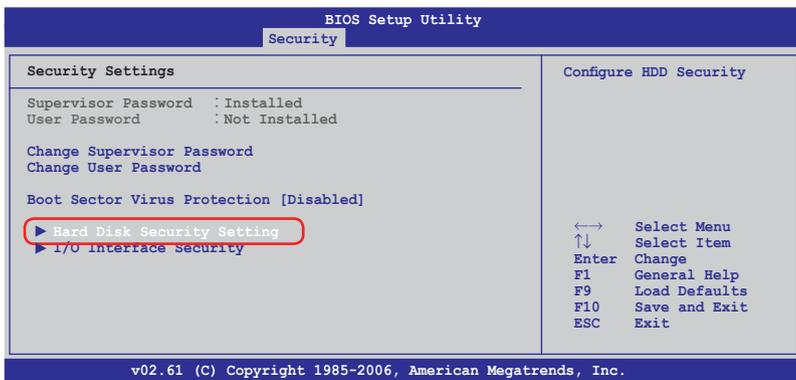 BIOS Setup Utility
Security
Security Settings
Supervisor Password : Installed
User Password : Not Installed
Change Supervisor Password
Change User Password
Boot Sector Virus Protection [Disabled]
▶ Hard Disk Security Setting
▶ I/O Interface Security
Configure HDD Security
←→ Select Menu
↑↓ Select Item
Enter Change
F1 General Help
F9 Load Defaults
F10 Save and Exit
ESC Exit
v02.61 (C) Copyright 1985-2006, American Megatrends, Inc.